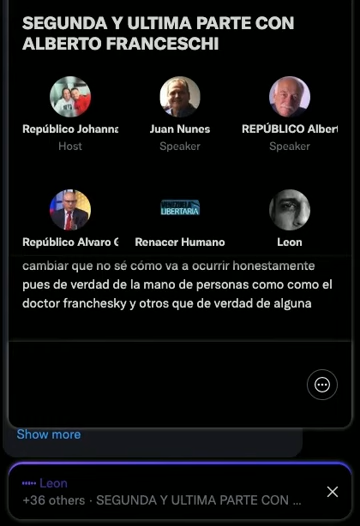 SEGUNDA Y ULTIMA PARTE CON
ALBERTO FRANCESCHI
Repúblico Johanna
Juan Nunes
REPÚBLICO Albert
Host
Speaker
Speaker
LIBERTARIA
Repúblico Alvaro C
Renacer Humano
Leon
cambiar que no sé cómo va a ocurrir honestamente
pues de verdad de la mano de personas como como el
doctor franchesky y otros que de verdad de alguna
Show more
Leon
+36 others · SEGUNDA Y ULTIMA PARTE CON ...